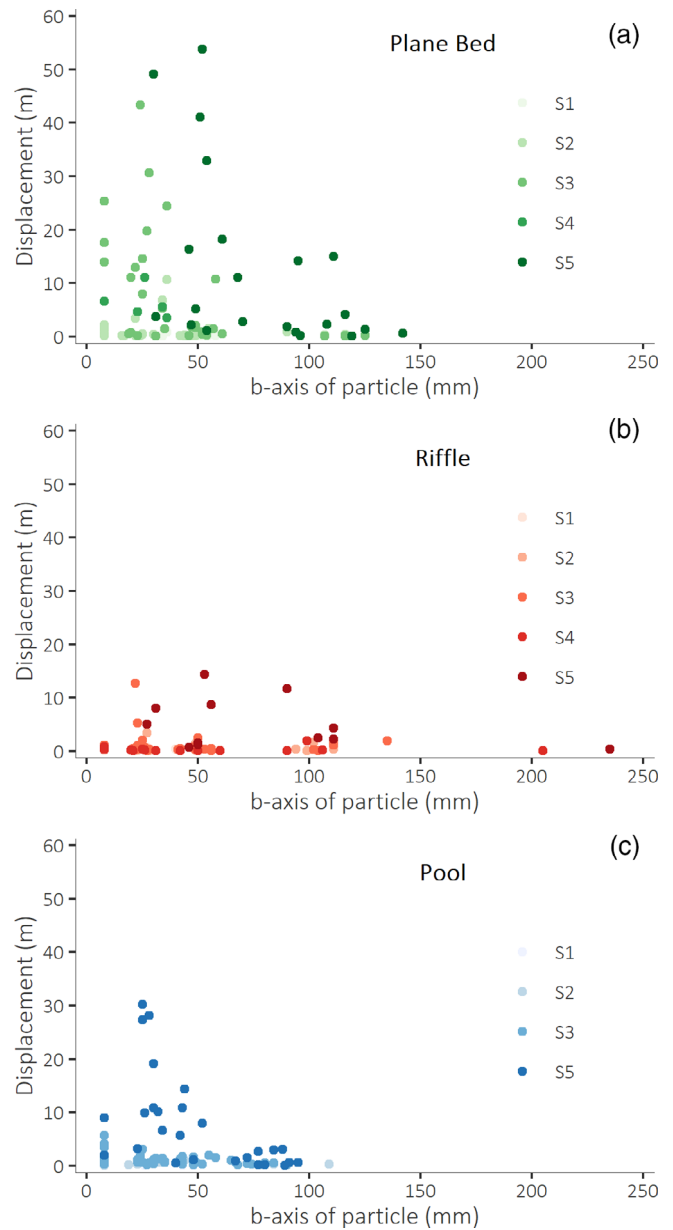 60
(a)
Plane Bed
50
S1
40
S2
Displacement (m)
30
S3
20
S4
10
S5
0
0 50 100 150 200 250
b-axis of particle (mm)
60
(b)
Riffle
50
S1
40
S2
Displacement (m)
30
S3
20
S4
10
S5
0
0 50 100 150 200 250
b-axis of particle (mm)
60
(c)
Pool
50
S1
40
S2
Displacement (m)
30
S3
20
S5
10
0
0 50 100 150 200 250
b-axis of particle (mm)